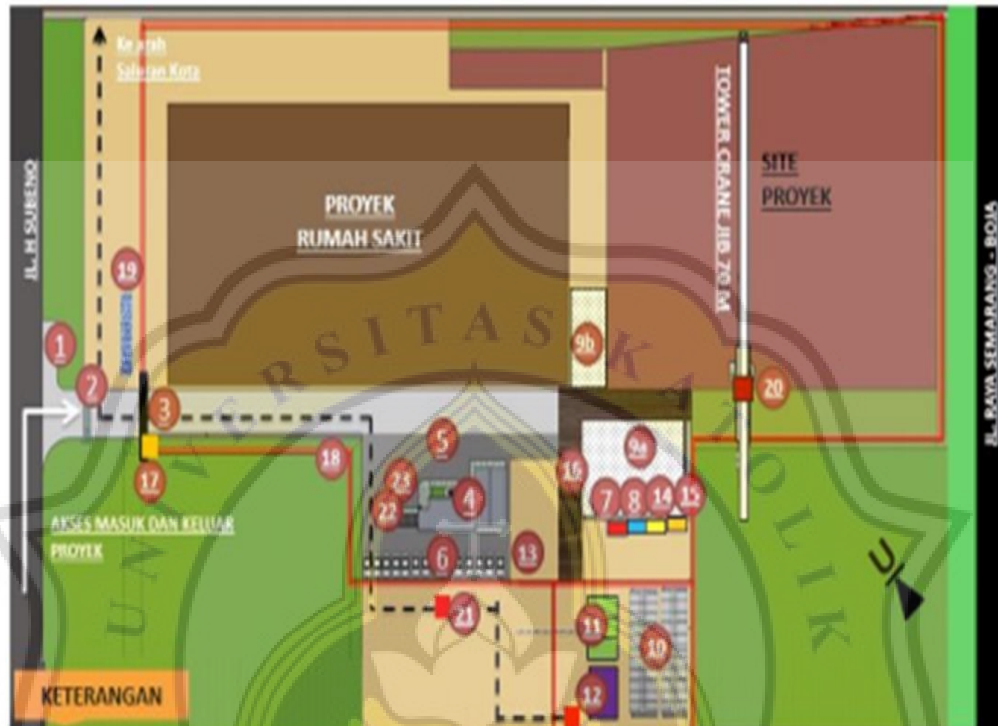 Ke arah
Saluran Kota
JL. H SUBENO
PROYEK
RUMAH SAKIT
TOWER CRANE JIB 70 M
SITE
PROYEK
JL. RAYA SEMARANG - BOJA
UNIVERSITAS KATOLIK
19
1
2
3
9b
20
5
9a
18
17
23
16
4
7
8
14
15
22
AKSES MASUK DAN KELUAR
PROYEK
6
13
U
21
11
10
12
KETERANGAN